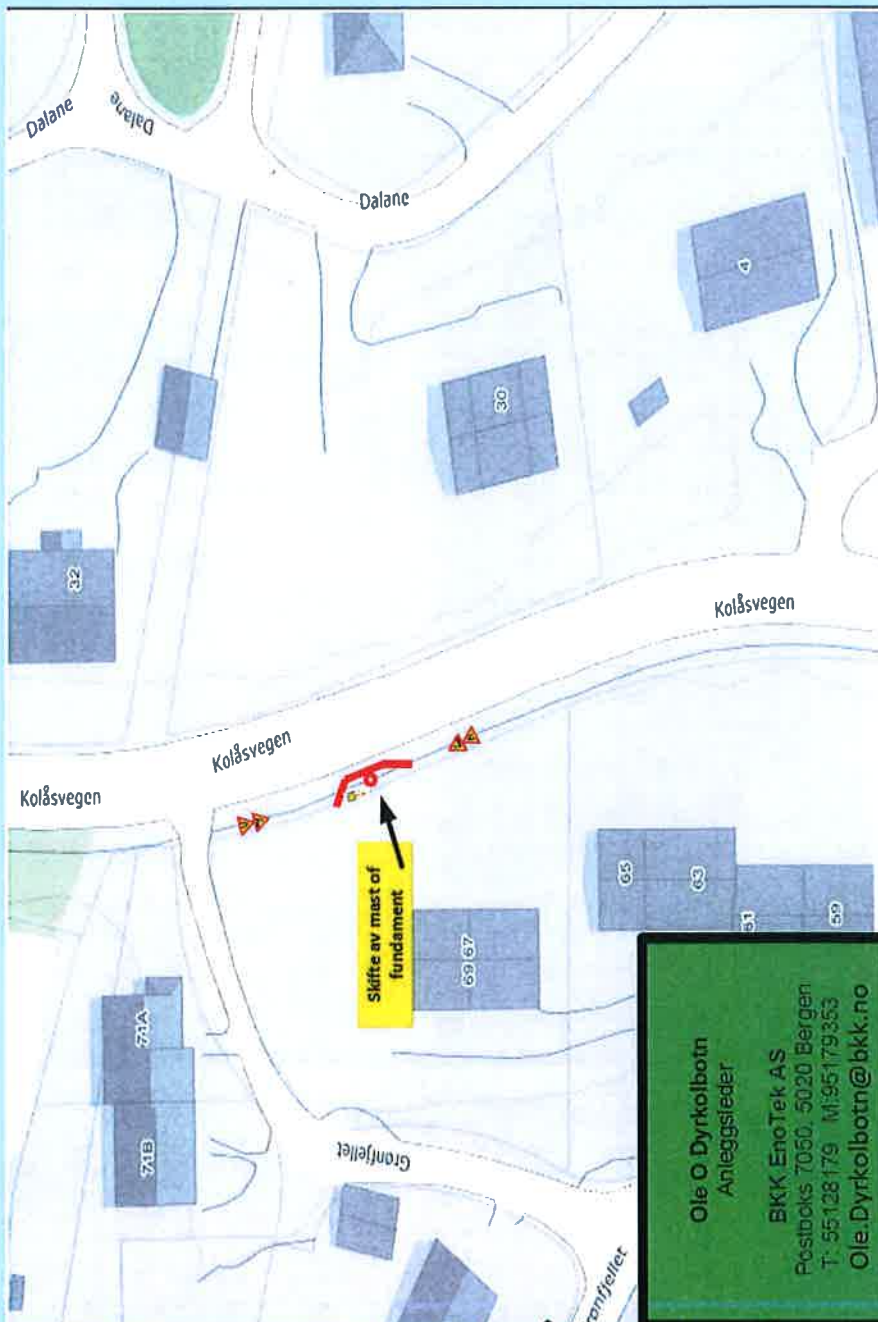 Dalane
Dalane
Dalane
32
30
4
Kolåsvegen
Kolåsvegen
Kolåsvegen
Skifte av mast of
fundament
71A
71B
69 67
65
63
61
59
Grønfjellet
Ole O Dyrkolbotn
Anleggsleder
BKK EnoTek AS
Postboks 7050, 5020 Bergen
T: 55128179 M:95179353
Ole.Dyrkolbotn@bkk.no